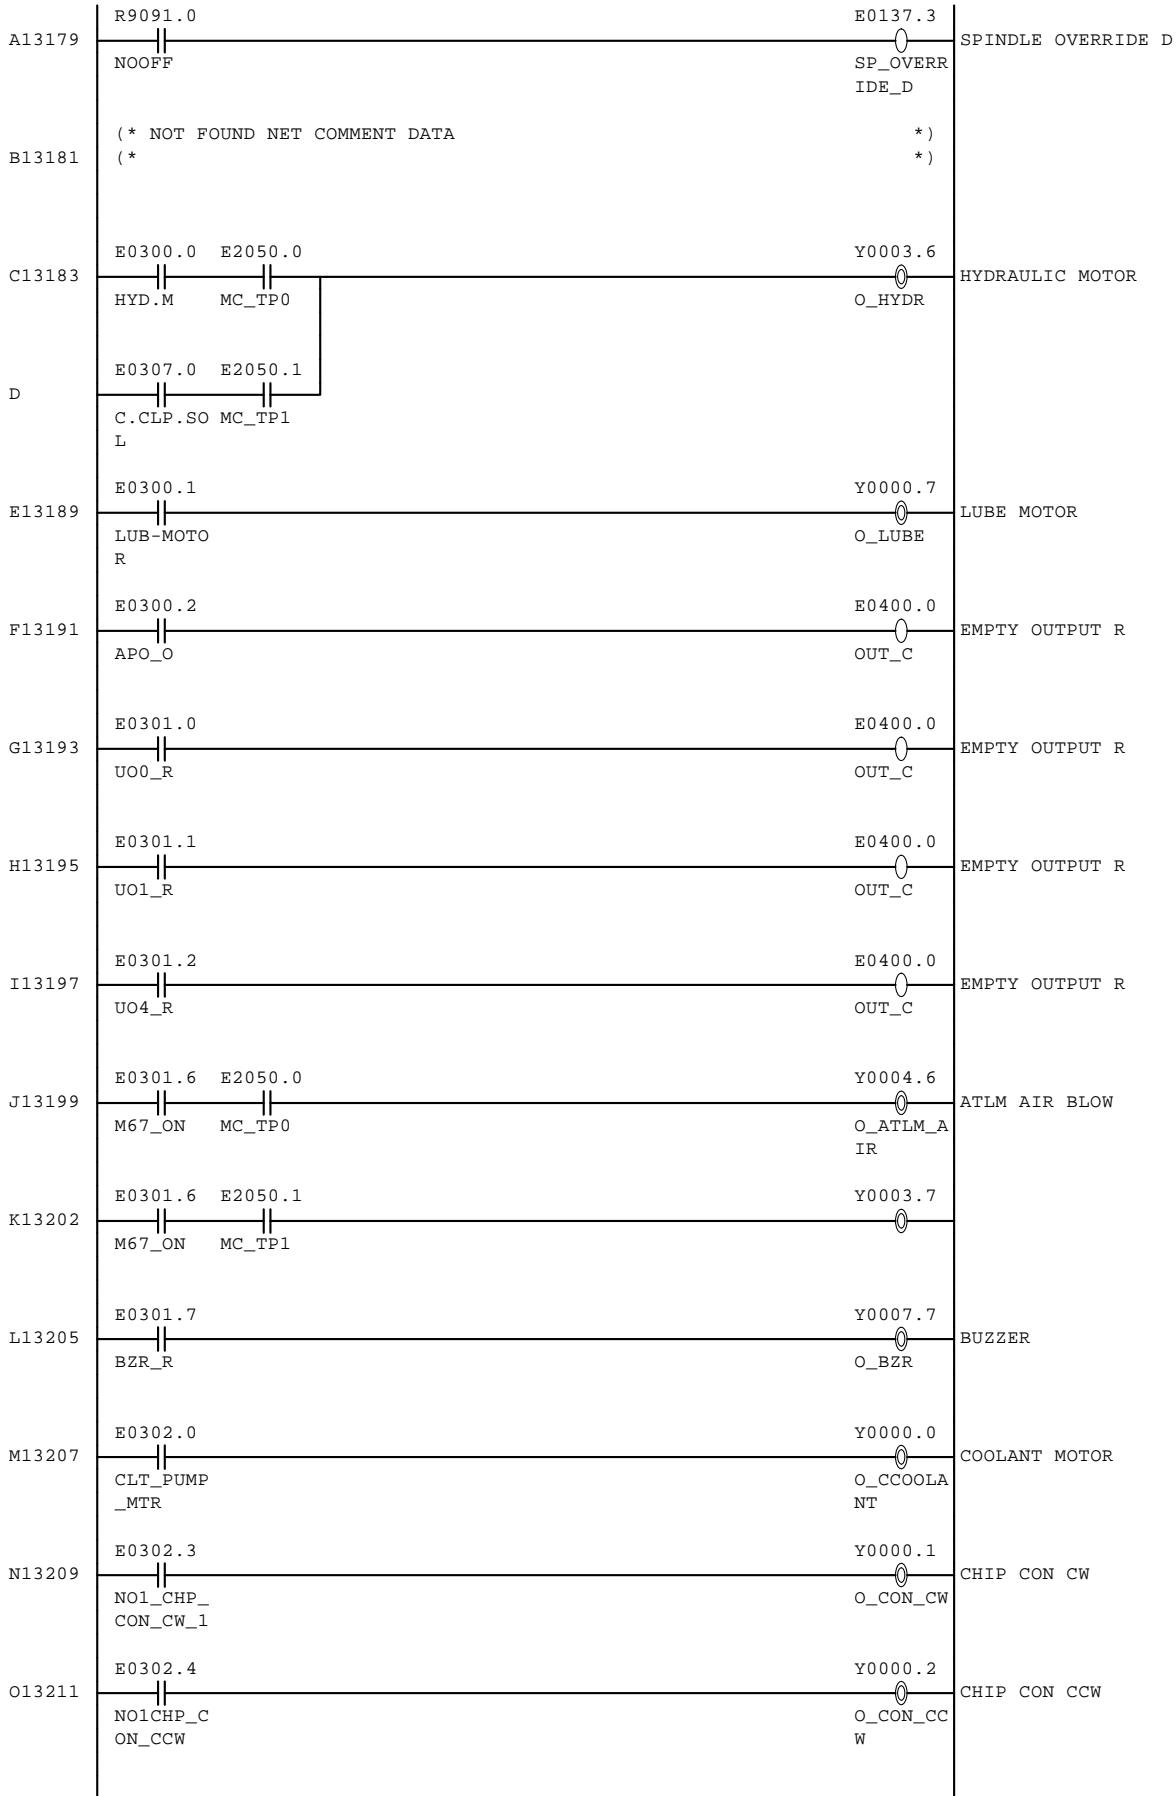 R9091.0 E0137.3
A13179 SPINDLE OVERRIDE D
NOOFF SP_OVERR
IDE_D
(* NOT FOUND NET COMMENT DATA *)
B13181 (* *)
E0300.0 E2050.0 Y0003.6
C13183 HYDRAULIC MOTOR
HYD.M MC_TP0 O_HYDR
E0307.0 E2050.1
D
C.CLP.SO MC_TP1
L
E0300.1 Y0000.7
E13189 LUBE MOTOR
LUB-MOTO O_LUBE
R
E0300.2 E0400.0
F13191 EMPTY OUTPUT R
APO_O OUT_C
E0301.0 E0400.0
G13193 EMPTY OUTPUT R
UO0_R OUT_C
E0301.1 E0400.0
H13195 EMPTY OUTPUT R
UO1_R OUT_C
E0301.2 E0400.0
I13197 EMPTY OUTPUT R
UO4_R OUT_C
E0301.6 E2050.0 Y0004.6
J13199 ATLM AIR BLOW
M67_ON MC_TP0 O_ATLM_A
IR
E0301.6 E2050.1 Y0003.7
K13202
M67_ON MC_TP1
E0301.7 Y0007.7
L13205 BUZZER
BZR_R O_BZR
E0302.0 Y0000.0
M13207 COOLANT MOTOR
CLT_PUMP O_CCOOLA
_MTR NT
E0302.3 Y0000.1
N13209 CHIP CON CW
NO1_CHP_ O_CON_CW
CON_CW_1
E0302.4 Y0000.2
O13211 CHIP CON CCW
NO1CHP_C O_CON_CC
ON_CCW W